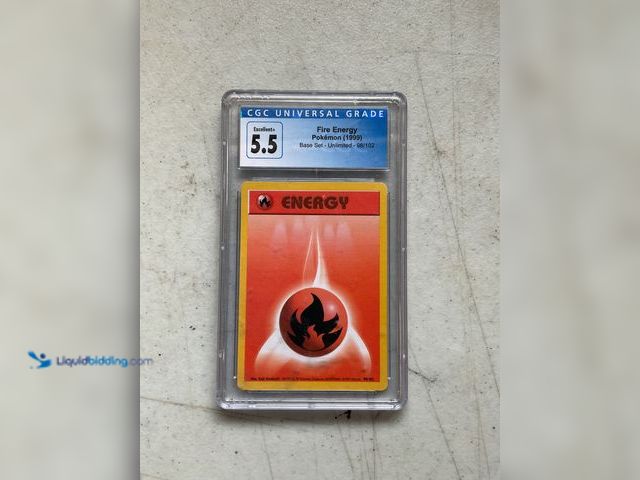 CGC UNIVERSAL GRADE
Excellent+
5.5
Fire Energy
Pokémon (1999)
Base Set - Unlimited - 98/102
ENERGY
Liquidbidding.com